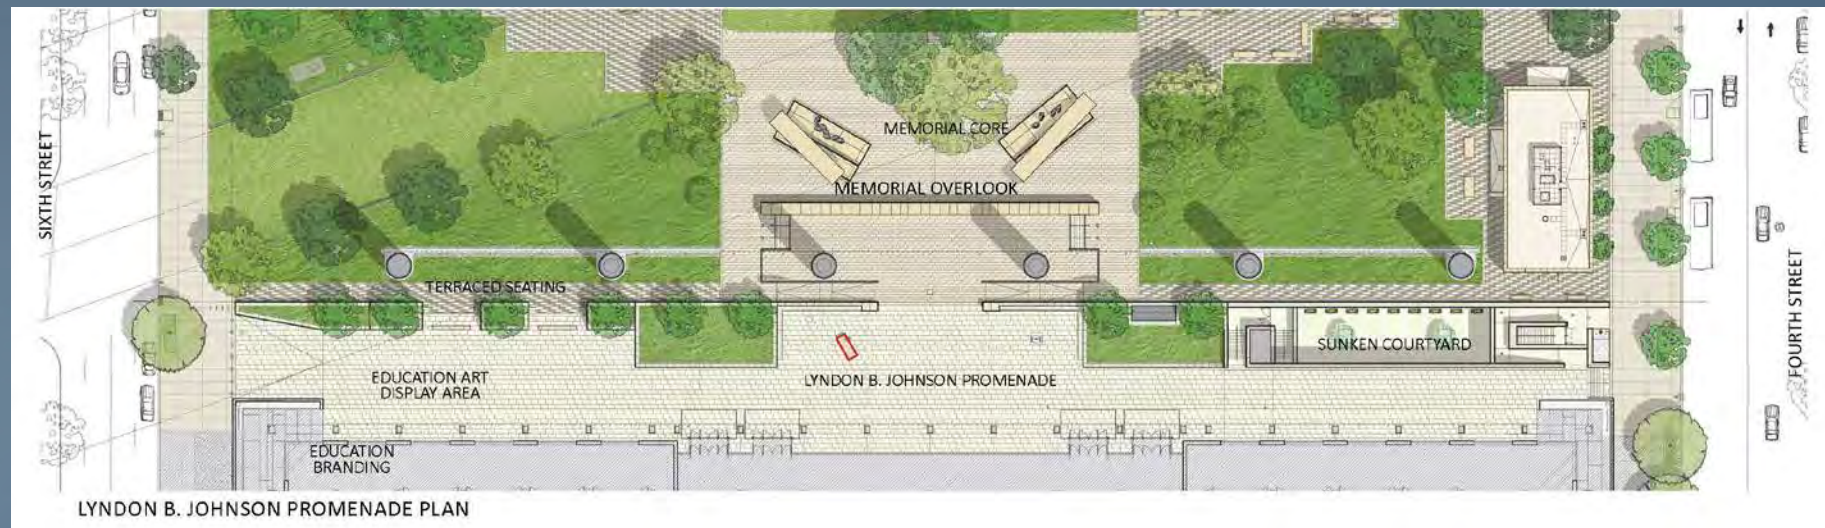 SIXTH STREET
MEMORIAL CORE
MEMORIAL OVERLOOK
TERRACED SEATING
EDUCATION ART
DISPLAY AREA
LYNDON B. JOHNSON PROMENADE
SUNKEN COURTYARD
FOURTH STREET
EDUCATION
BRANDING
LYNDON B. JOHNSON PROMENADE PLAN